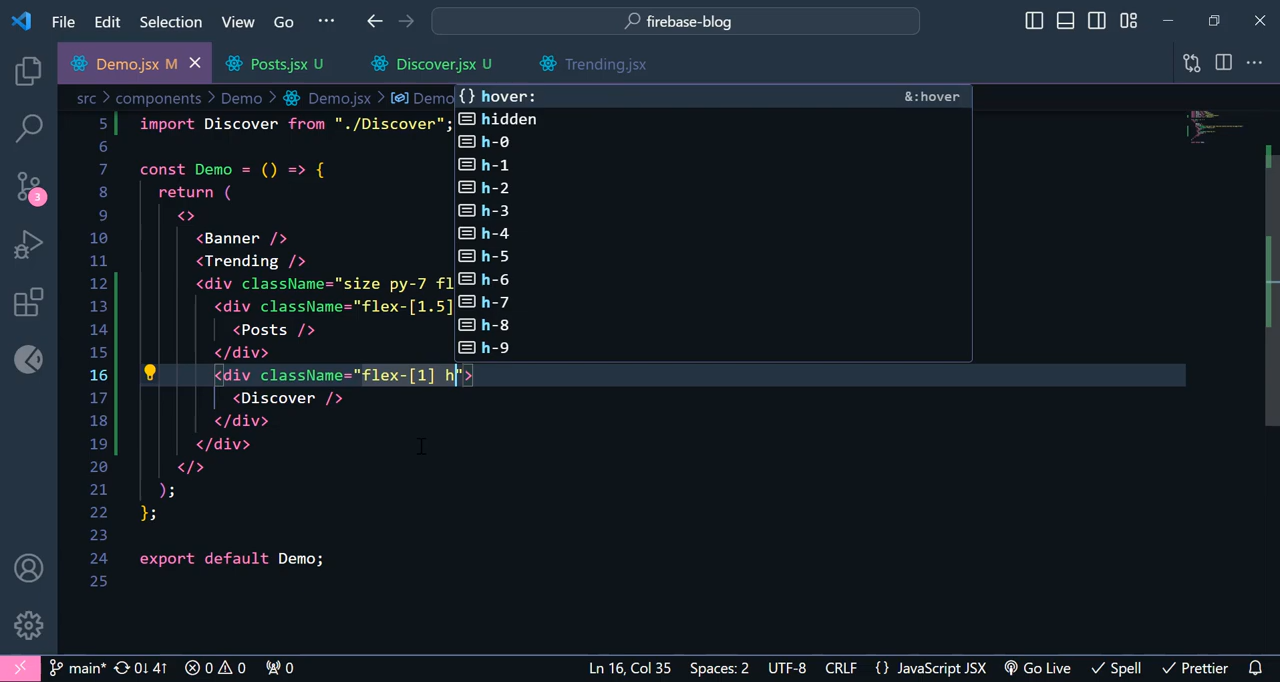 File Edit Selection View Go ··· firebase-blog
Demo.jsx M Posts.jsx U Discover.jsx U Trending.jsx ···
src > components > Demo > Demo.jsx > Demo
{} hover: &:hover
hidden
h-0
h-1
h-2
h-3
h-4
h-5
h-6
h-7
h-8
h-9
5 import Discover from "./Discover";
6
7 const Demo = () => {
8 return (
9 <>
10 <Banner />
11 <Trending />
12 <div className="size py-7 fl
13 <div className="flex-[1.5]
14 <Posts />
15 </div>
16 <div className="flex-[1] h">
17 <Discover />
18 </div>
19 </div>
20 </>
21 );
22 };
23
24 export default Demo;
25
3
main* 0↓ 4↑ 0 0 0 Ln 16, Col 35 Spaces: 2 UTF-8 CRLF {} JavaScript JSX Go Live Spell Prettier